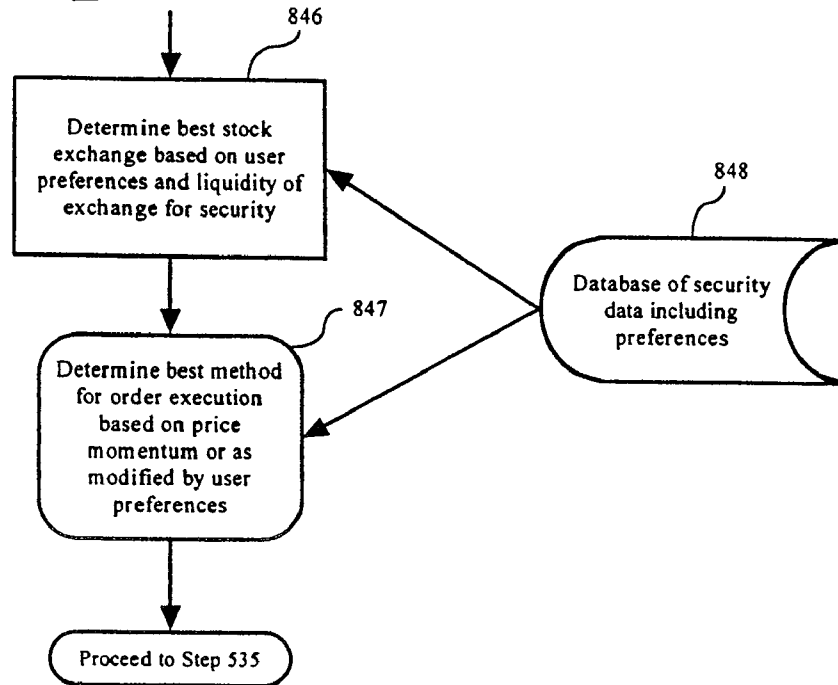 846
Determine best stock
exchange based on user
preferences and liquidity of
exchange for security
848
Database of security
data including
preferences
847
Determine best method
for order execution
based on price
momentum or as
modified by user
preferences
Proceed to Step 535